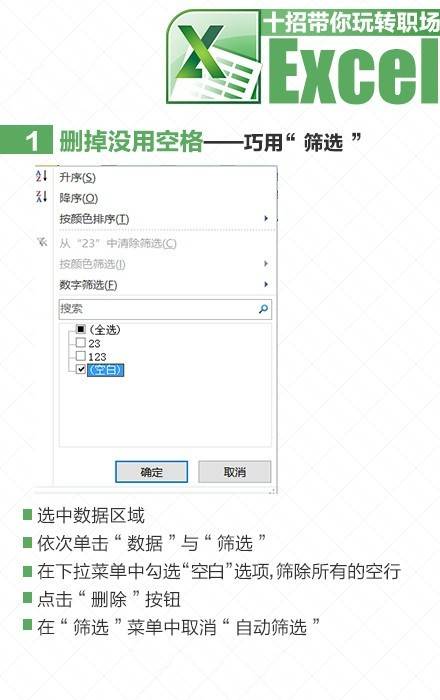 十招带你玩转职场
X
Excel
1 删掉没用空格——巧用“ 筛选 ”
升序(S)
降序(O)
按颜色排序(T)
从“23”中清除筛选(C)
按颜色筛选(I)
数字筛选(F)
搜索
(全选)
23
123
(空白)
确定 取消
选中数据区域
依次单击“ 数据 ”与“ 筛选 ”
在下拉菜单中勾选“空白”选项,筛除所有的空行
点击“ 删除 ”按钮
在“ 筛选 ”菜单中取消“ 自动筛选 ”